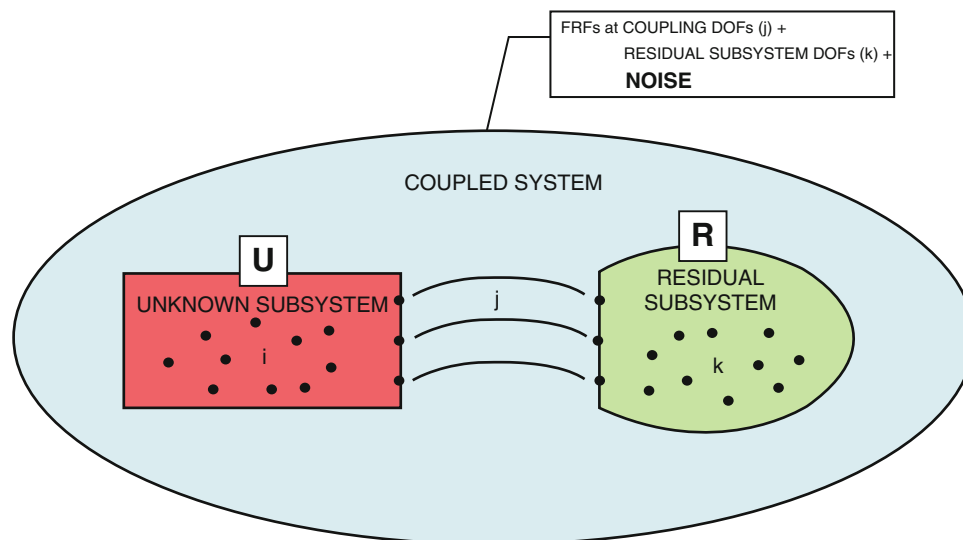 FRFs at COUPLING DOFs (j) +
RESIDUAL SUBSYSTEM DOFs (k) +
NOISE
COUPLED SYSTEM
U
R
UNKNOWN SUBSYSTEM
j
RESIDUAL
SUBSYSTEM
i
k